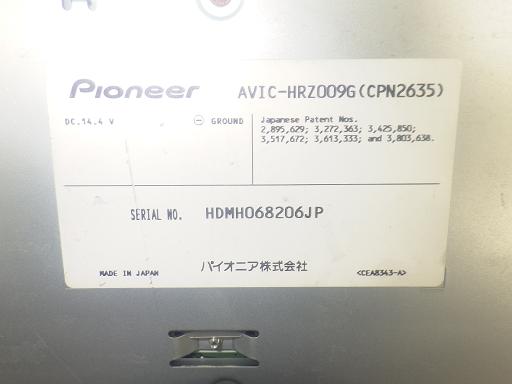 Pioneer AVIC-HRZ009G(CPN2635)
DC.14.4 V ⊖ GROUND
Japanese Patent Nos.
2,895,629; 3,272,363; 3,425,850;
3,517,672; 3,613,333; and 3,803,638.
SERIAL NO. HDMH068206JP
パイオニア株式会社
MADE IN JAPAN <CEA8343-A>